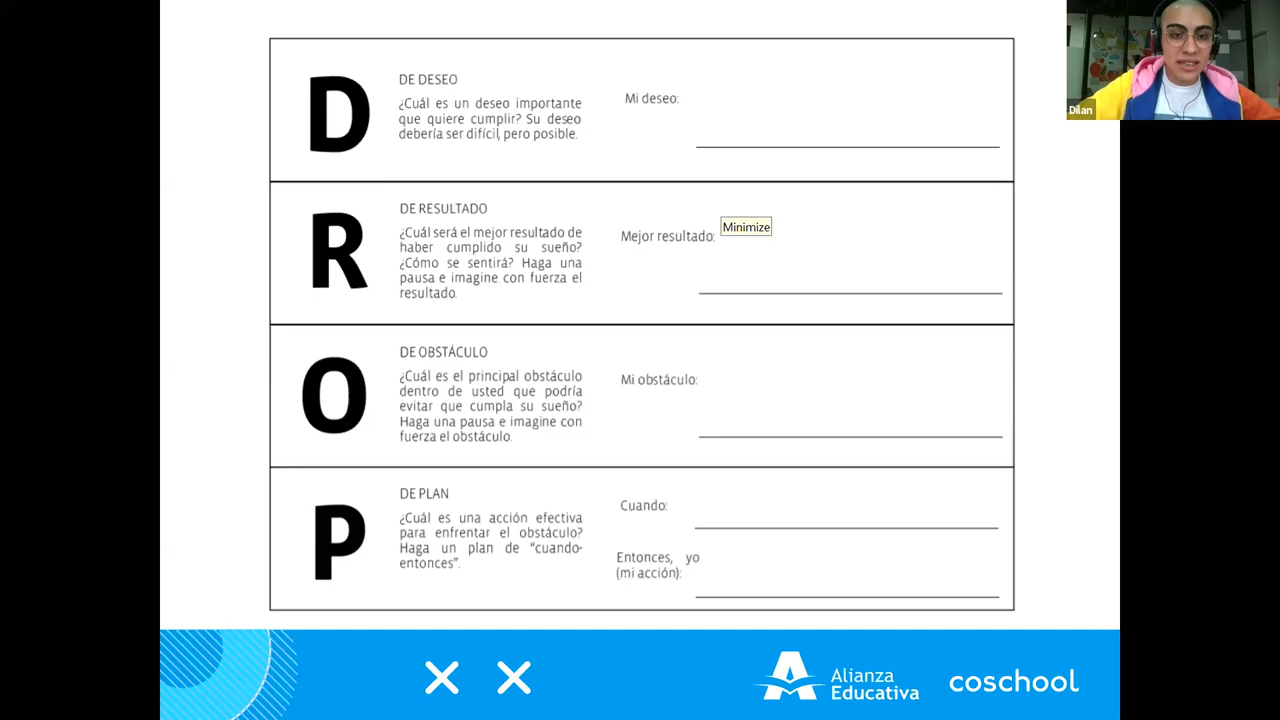 D
DE DESEO
¿Cuál es un deseo importante
que quiere cumplir? Su deseo
debería ser difícil, pero posible.
Mi deseo:
R
DE RESULTADO
¿Cuál será el mejor resultado de
haber cumplido su sueño?
¿Cómo se sentirá? Haga una
pausa e imagine con fuerza el
resultado.
Mejor resultado:
Minimize
O
DE OBSTÁCULO
¿Cuál es el principal obstáculo
dentro de usted que podría
evitar que cumpla su sueño?
Haga una pausa e imagine con
fuerza el obstáculo.
Mi obstáculo:
P
DE PLAN
¿Cuál es una acción efectiva
para enfrentar el obstáculo?
Haga un plan de “cuando-
entonces”.
Cuando:
Entonces, yo
(mi acción):
Alianza
Educativa
coschool
Dilan